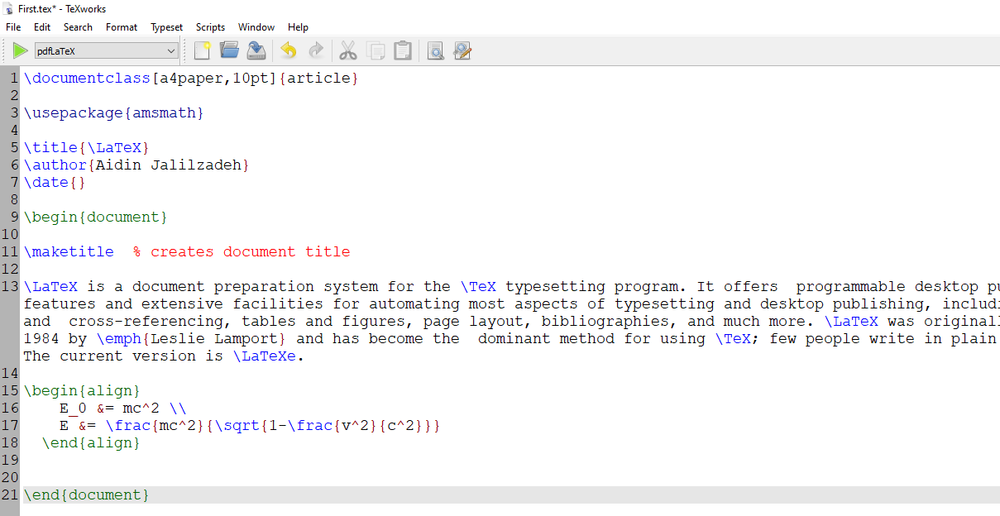 First.tex* - TeXworks
File Edit Search Format Typeset Scripts Window Help
pdfLaTeX
1 \documentclass[a4paper,10pt]{article}
2
3 \usepackage{amsmath}
4
5 \title{\LaTeX}
6 \author{Aidin Jalilzadeh}
7 \date{}
8
9 \begin{document}
10
11 \maketitle  % creates document title
12
13 \LaTeX is a document preparation system for the \TeX typesetting program. It offers  programmable desktop
features and extensive facilities for automating most aspects of typesetting and desktop publishing,
and  cross-referencing, tables and figures, page layout, bibliographies, and much more. \LaTeX was
1984 by \emph{Leslie Lamport} and has become the  dominant method for using \TeX; few people write in plain
The current version is \LaTeXe.
14
15 \begin{align}
16     E_0 &= mc^2 \\
17     E &= \frac{mc^2}{\sqrt{1-\frac{v^2}{c^2}}}
18   \end{align}
19
20
21 \end{document}